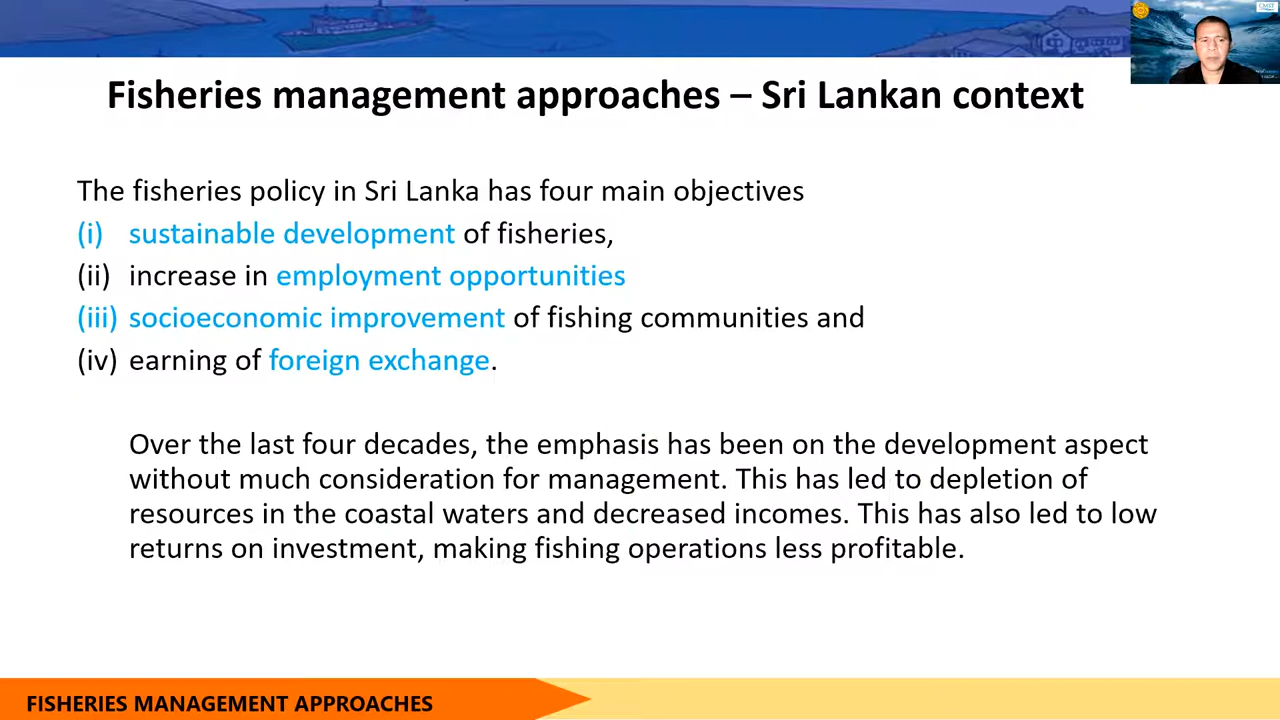 Fisheries management approaches – Sri Lankan context
The fisheries policy in Sri Lanka has four main objectives
(i) sustainable development of fisheries,
(ii) increase in employment opportunities
(iii) socioeconomic improvement of fishing communities and
(iv) earning of foreign exchange.
Over the last four decades, the emphasis has been on the development aspect
without much consideration for management. This has led to depletion of
resources in the coastal waters and decreased incomes. This has also led to low
returns on investment, making fishing operations less profitable.
FISHERIES MANAGEMENT APPROACHES